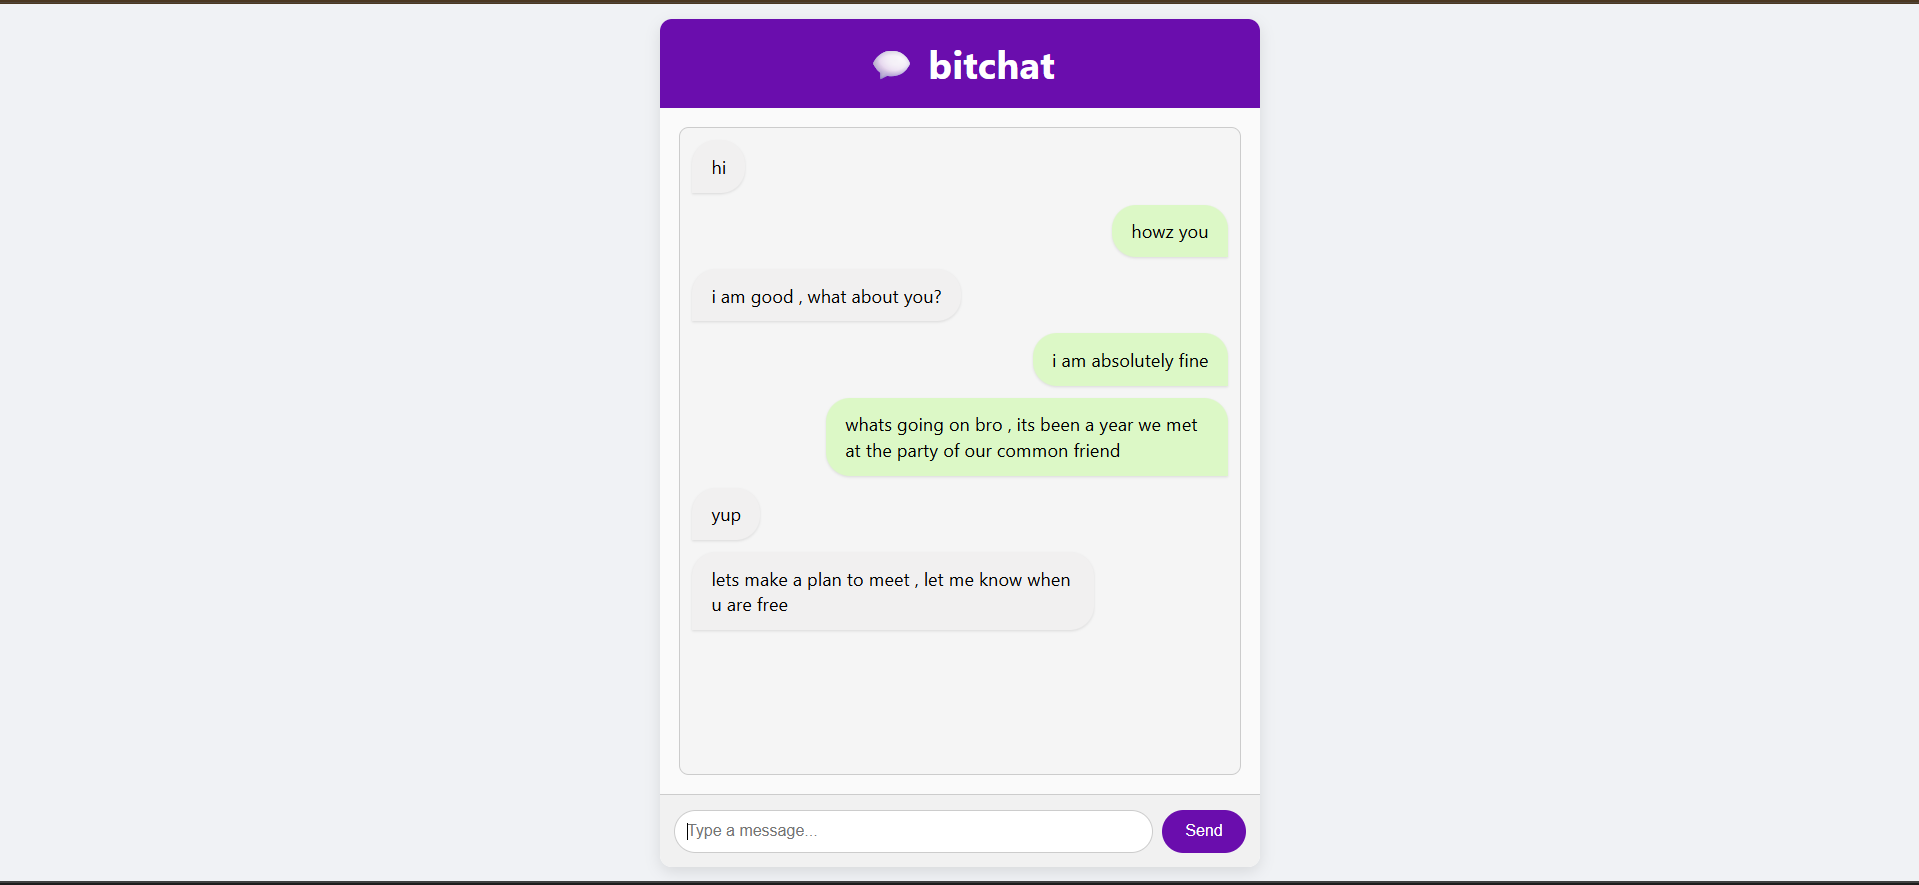 bitchat
hi
howz you
i am good , what about you?
i am absolutely fine
whats going on bro , its been a year we met
at the party of our common friend
yup
lets make a plan to meet , let me know when
u are free
Type a message...
Send